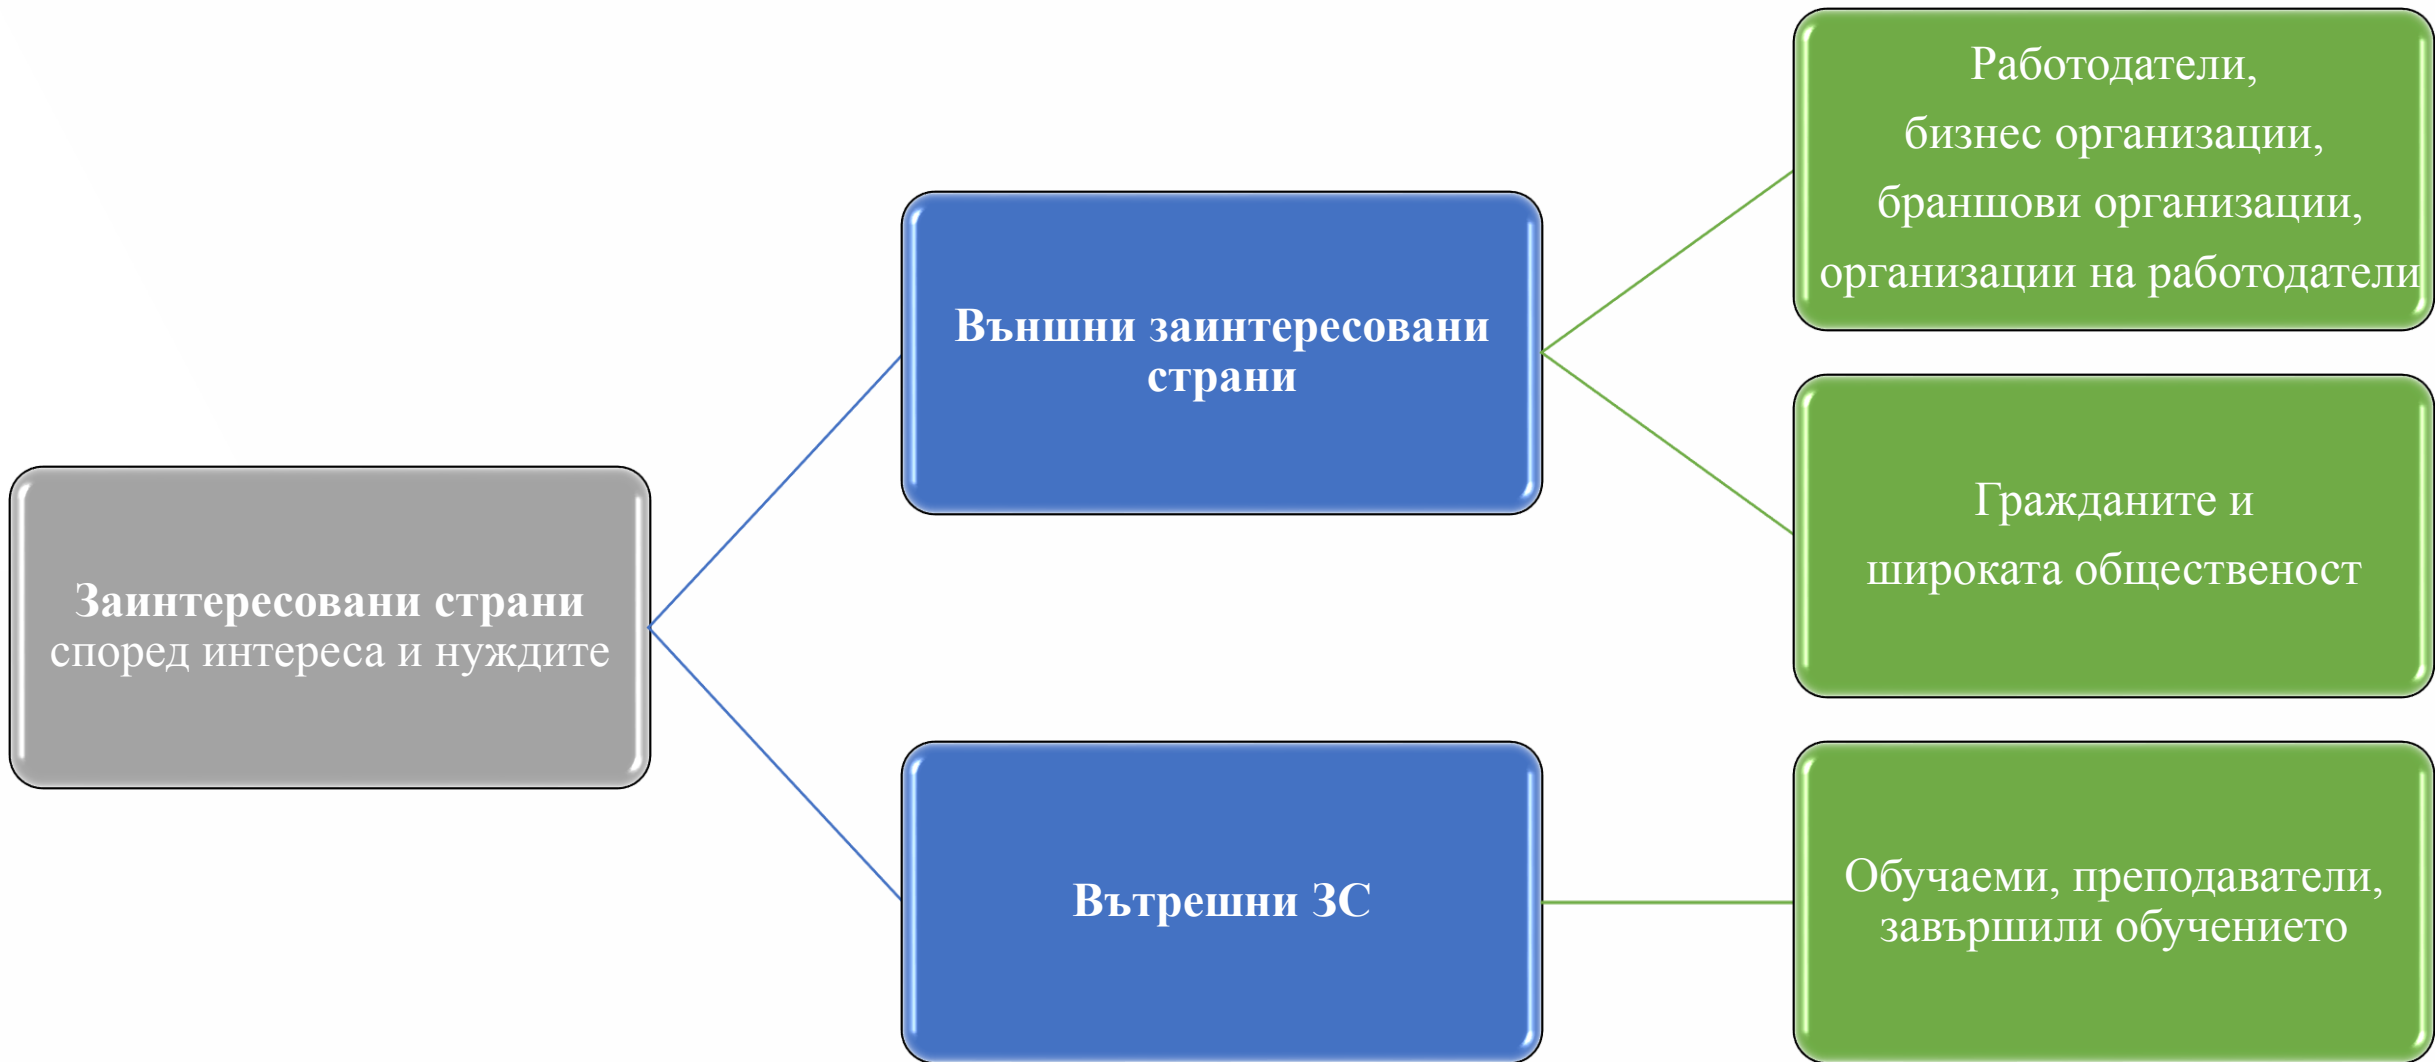 Заинтересовани страни
според интереса и нуждите
Външни заинтересовани
страни
Работодатели,
бизнес организации,
браншови организации,
организации на работодатели
Гражданите и
широката общественост
Вътрешни ЗС
Обучаеми, преподаватели,
завършили обучението